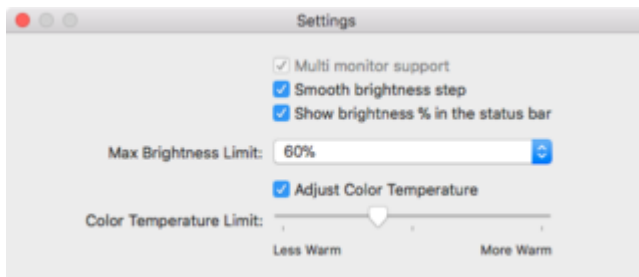 Settings
Multi monitor support
Smooth brightness step
Show brightness % in the status bar
Max Brightness Limit: 60%
Adjust Color Temperature
Color Temperature Limit:
Less Warm More Warm